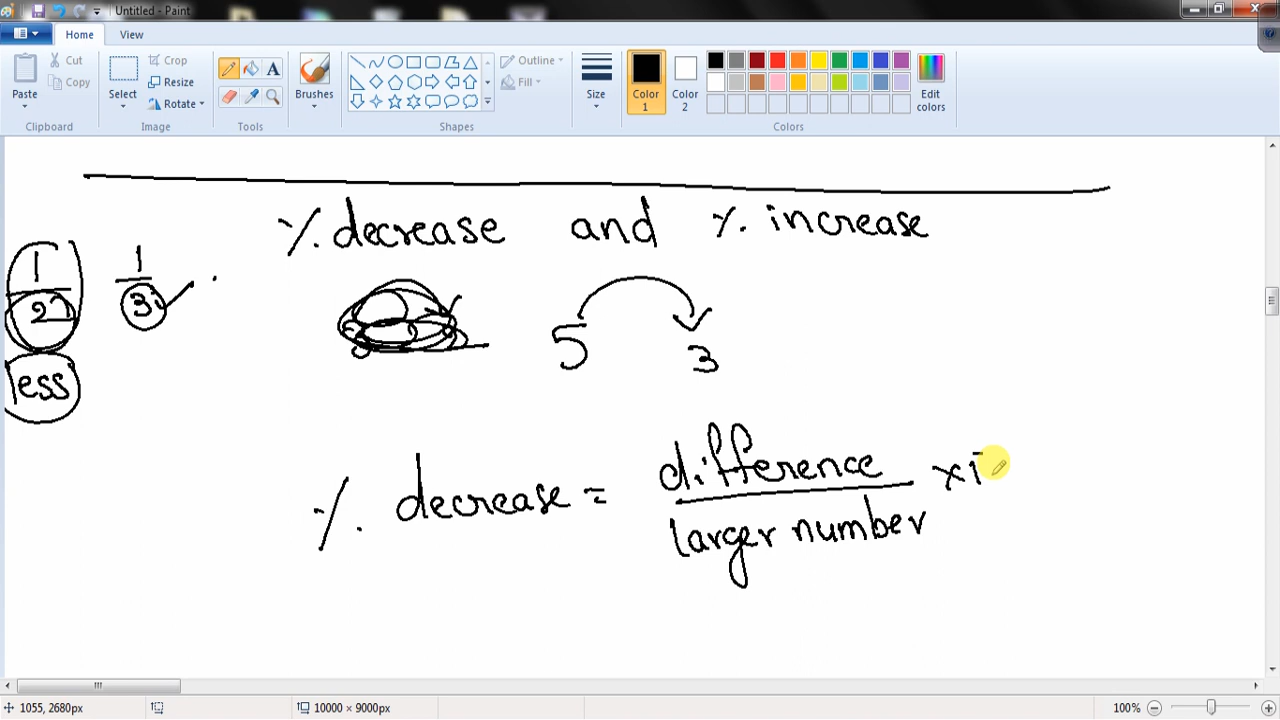 Untitled - Paint
Home View
Paste
Cut
Copy
Clipboard
Select
Crop
Resize
Rotate
Image
A
Tools
Brushes
Outline
Fill
Shapes
Size
Color 1
Color 2
Edit colors
Colors
% decrease and % increase
1/2 1/3
less
5 3
% decrease = difference / larger number ×1
1055, 2680px
10000 × 9000px
100%